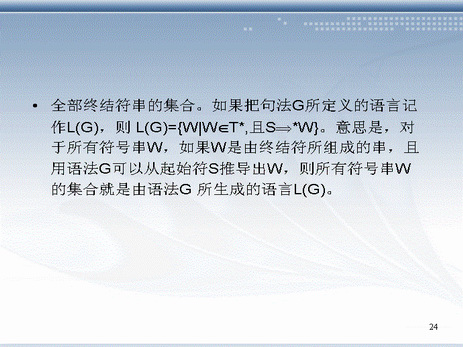 • 全部终结符串的集合。如果把句法G所定义的语言记
作L(G)，则 L(G)={W|W∈T*,且S⇒*W}。意思是，对
于所有符号串W，如果W是由终结符所组成的串，且
用语法G可以从起始符S推导出W，则所有符号串W
的集合就是由语法G 所生成的语言L(G)。
24